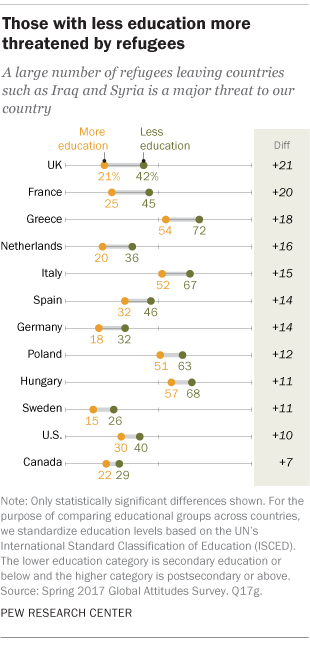 Those with less education more
threatened by refugees
A large number of refugees leaving countries
such as Iraq and Syria is a major threat to our
country
More education Less education Diff
UK 21% 42% +21
France 25 45 +20
Greece 54 72 +18
Netherlands 20 36 +16
Italy 52 67 +15
Spain 32 46 +14
Germany 18 32 +14
Poland 51 63 +12
Hungary 57 68 +11
Sweden 15 26 +11
U.S. 30 40 +10
Canada 22 29 +7
Note: Only statistically significant differences shown. For the
purpose of comparing educational groups across countries,
we standardize education levels based on the UN's
International Standard Classification of Education (ISCED).
The lower education category is secondary education or
below and the higher category is postsecondary or above.
Source: Spring 2017 Global Attitudes Survey. Q17g.
PEW RESEARCH CENTER